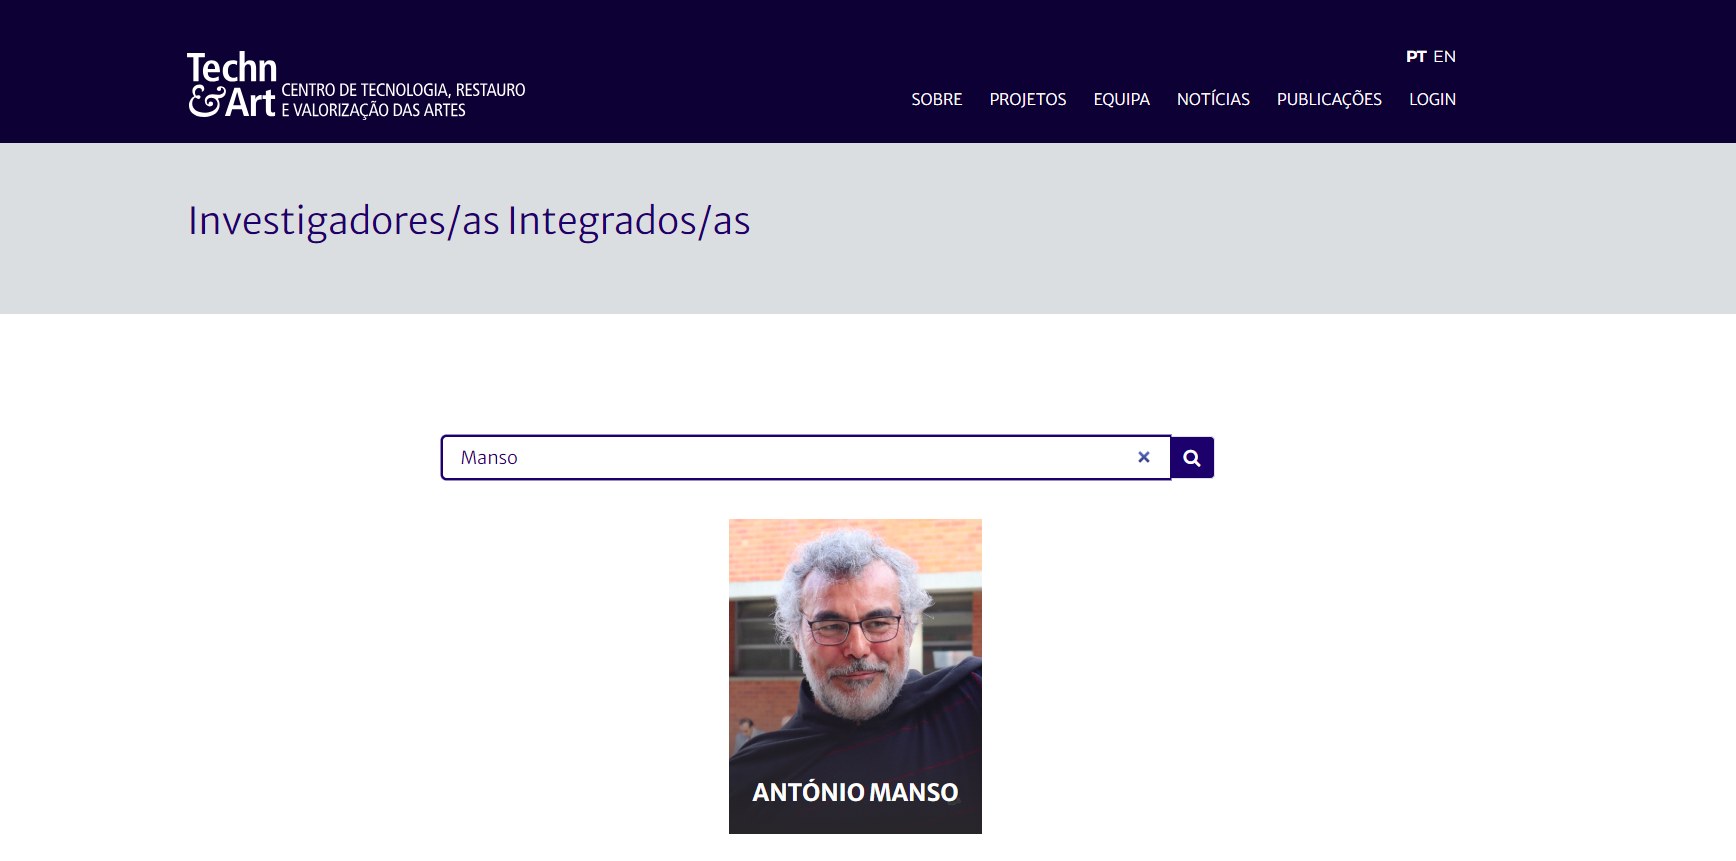 Techn
&Art CENTRO DE TECNOLOGIA, RESTAURO
E VALORIZAÇÃO DAS ARTES
PT EN
SOBRE PROJETOS EQUIPA NOTÍCIAS PUBLICAÇÕES LOGIN
Investigadores/as Integrados/as
Manso
ANTÓNIO MANSO